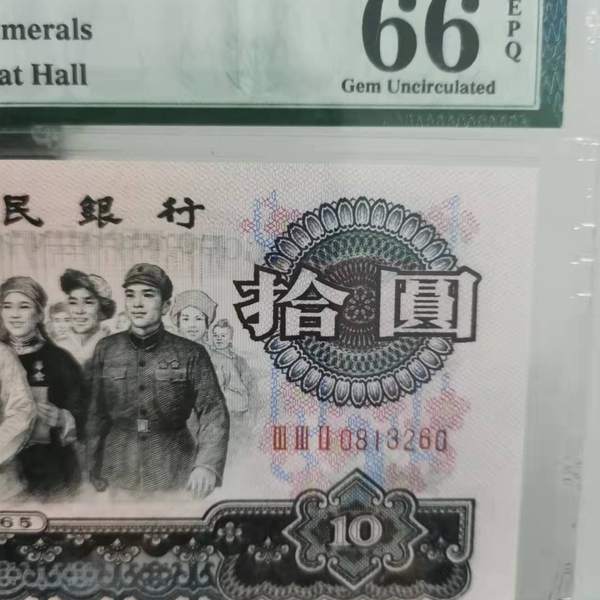 merals
at Hall
66
EPQ
Gem Uncirculated
民銀行
拾圓
III III II 0813260
65
10